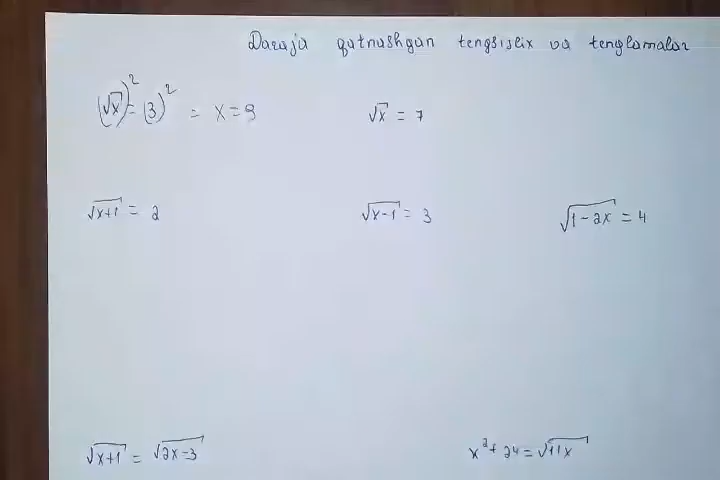 Daraja qatnashgan tengsizlix va tenglamalar
(√x)² = (3)² = x = 9
√x = 7
√x+1 = 2
√x-1 = 3
√1-2x = 4
√x+1 = √2x-3
x² + 24 = √11x